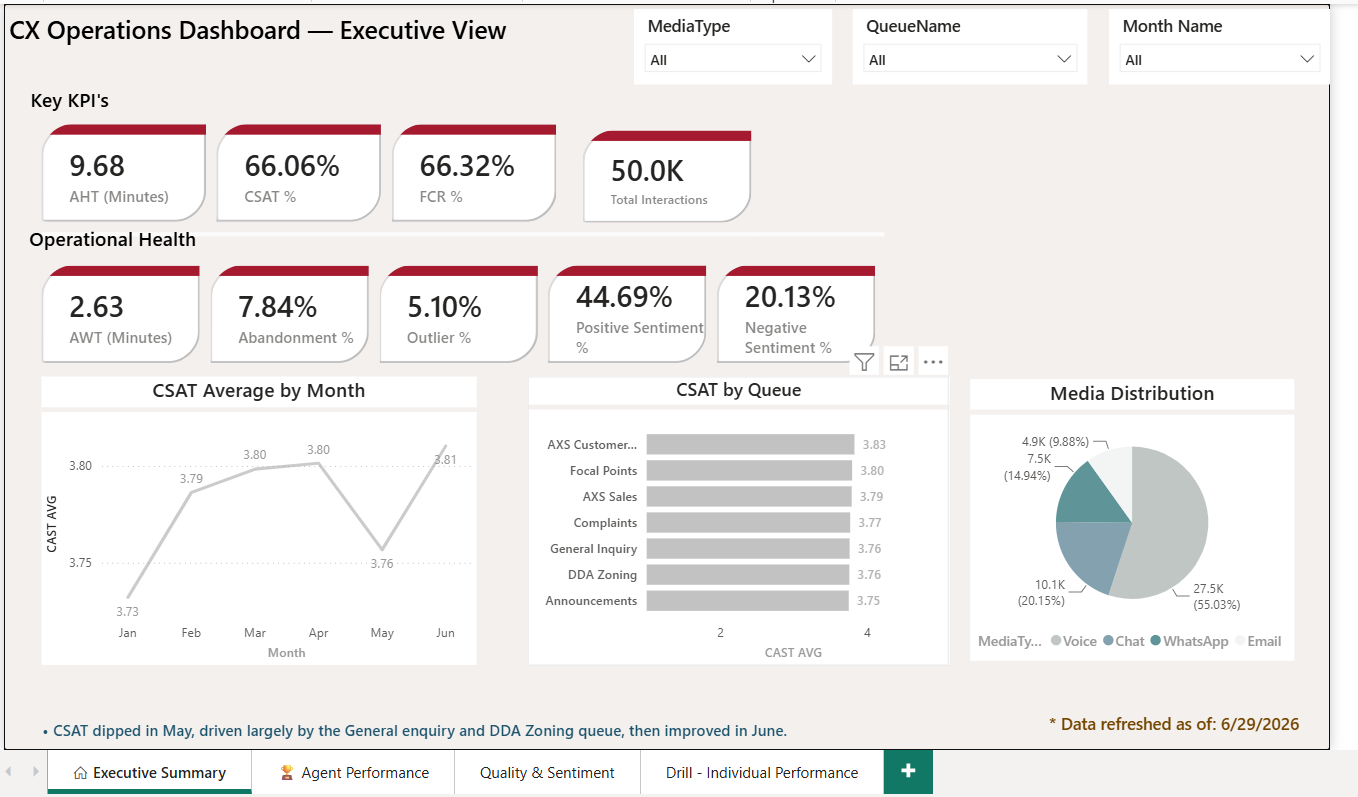 CX Operations Dashboard — Executive View
MediaType
All
QueueName
All
Month Name
All
Key KPI's
9.68
AHT (Minutes)
66.06%
CSAT %
66.32%
FCR %
50.0K
Total Interactions
Operational Health
2.63
AWT (Minutes)
7.84%
Abandonment %
5.10%
Outlier %
44.69%
Positive Sentiment
%
20.13%
Negative
Sentiment %
CSAT Average by Month
CAST AVG
3.80
3.75
3.73
3.79
3.80
3.80
3.76
3.81
Jan
Feb
Mar
Apr
May
Jun
Month
CSAT by Queue
AXS Customer... 3.83
Focal Points 3.80
AXS Sales 3.79
Complaints 3.77
General Inquiry 3.76
DDA Zoning 3.76
Announcements 3.75
2 4
CAST AVG
Media Distribution
4.9K (9.88%)
7.5K
(14.94%)
10.1K
(20.15%)
27.5K
(55.03%)
MediaTy... Voice Chat WhatsApp Email
• CSAT dipped in May, driven largely by the General enquiry and DDA Zoning queue, then improved in June.
* Data refreshed as of: 6/29/2026
Executive Summary
Agent Performance
Quality & Sentiment
Drill - Individual Performance